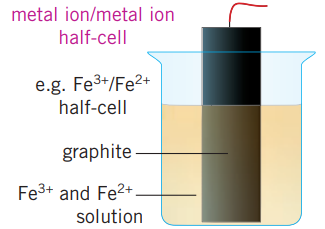 metal ion/metal ion
half-cell
e.g. Fe³⁺/Fe²⁺
half-cell
graphite
Fe³⁺ and Fe²⁺
solution